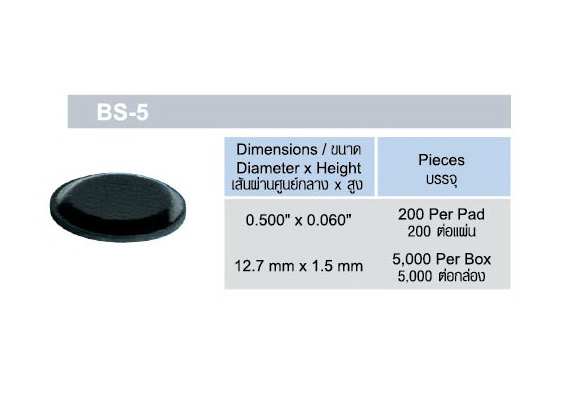 BS-5
Dimensions / ขนาด
Diameter x Height
เส้นผ่านศูนย์กลาง x สูง
Pieces
บรรจุ
0.500" x 0.060"
200 Per Pad
200 ต่อแผ่น
12.7 mm x 1.5 mm
5,000 Per Box
5,000 ต่อกล่อง